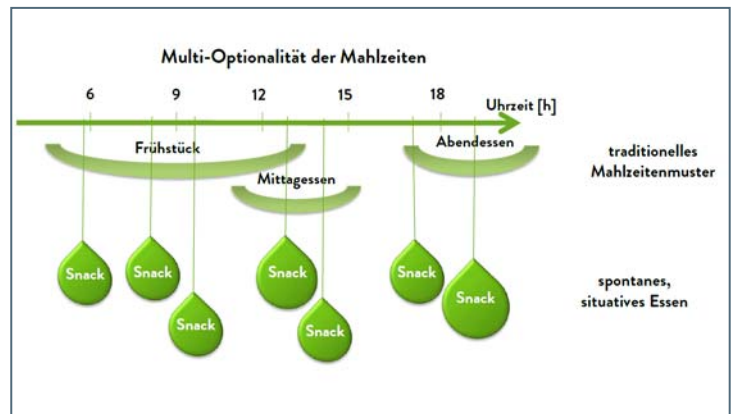 Multi-Optionalität der Mahlzeiten
6 9 12 15 18
Uhrzeit [h]
Frühstück
Mittagessen
Abendessen
traditionelles
Mahlzeitenmuster
Snack
Snack
Snack
Snack
Snack
Snack
Snack
spontanes,
situatives Essen